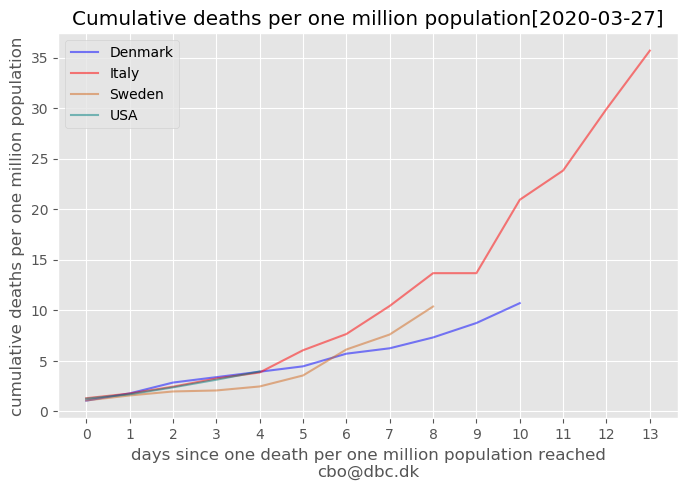 Cumulative deaths per one million population[2020-03-27]
Denmark
Italy
Sweden
USA
cumulative deaths per one million population
35
30
25
20
15
10
5
0
0 1 2 3 4 5 6 7 8 9 10 11 12 13
days since one death per one million population reached
cbo@dbc.dk